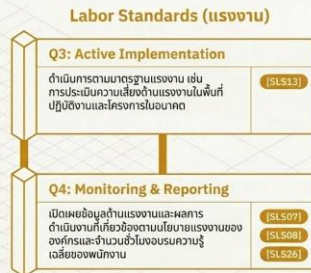 Labor Standards (แรงงาน)
Q3: Active Implementation
ดำเนินการตามมาตรฐานแรงงาน เช่น
การประเมินความเสี่ยงด้านแรงงานในพื้นที่
ปฏิบัติงานและโครงการในอนาคต
[SLS13]
Q4: Monitoring & Reporting
เปิดเผยข้อมูลด้านแรงงานและผลการ
ดำเนินงานที่เกี่ยวข้องตามนโยบายแรงงานของ
องค์กรและจำนวนชั่วโมงอบรมความรู้
เฉลี่ยของพนักงาน
[SLS07]
[SLS08]
[SLS26]